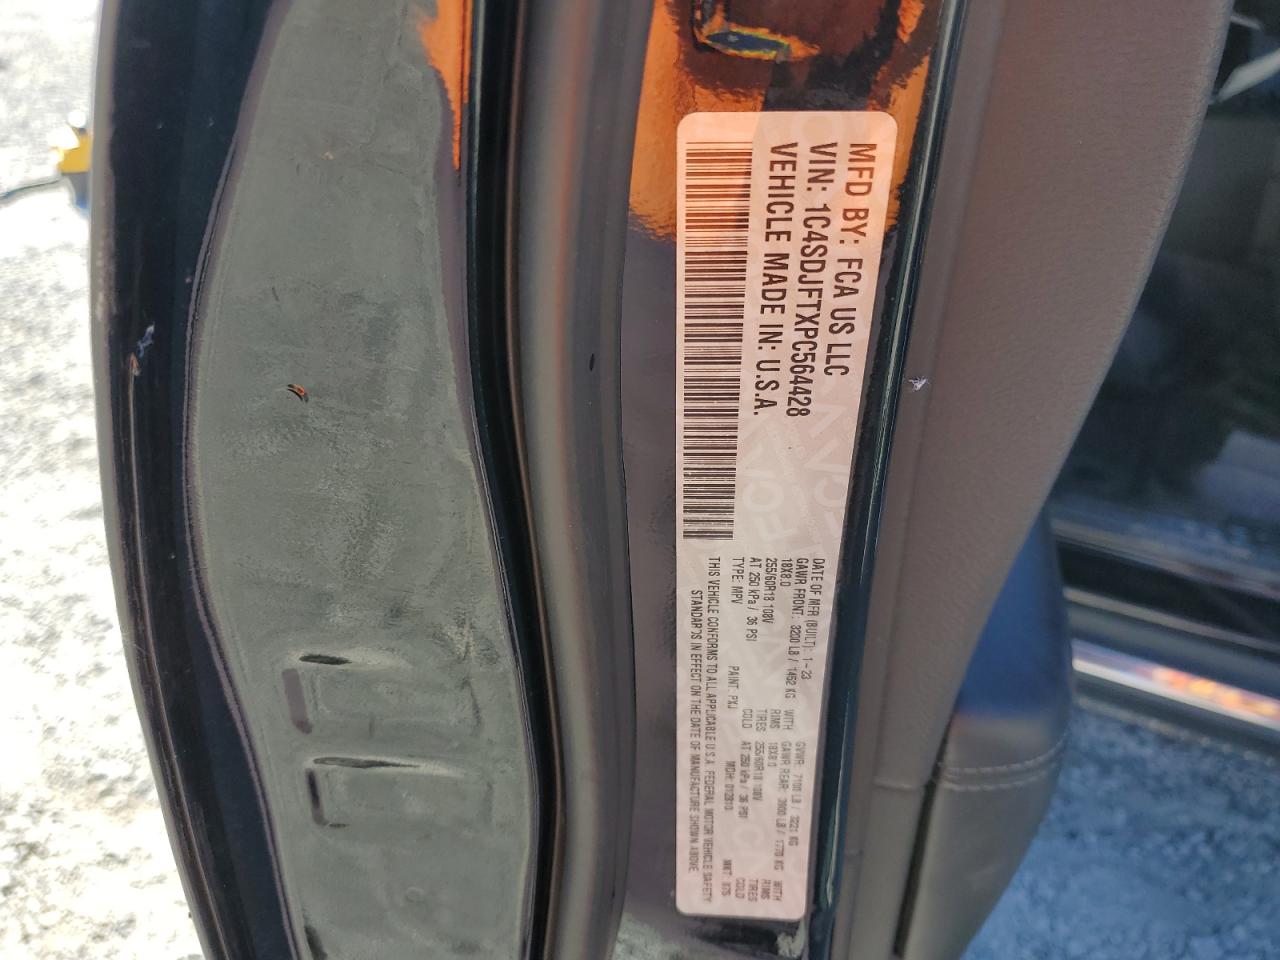 MFD BY: FCA US LLC
VIN: 1C4SDJFTXPC564428
VEHICLE MADE IN: U.S.A.
DATE OF MFR (BUILT): 1-23 GVWR: 7100 LB / 3221 KG
GAWR FRONT: 3200 LB / 1452 KG WITH GAWR REAR: 3900 LB / 1770 KG WITH
18X8.0 RIMS 18X8.0 RIMS
255/60R18 108V TIRES 255/60R18 108V TIRES
AT 250 kPa / 36 PSI COLD AT 250 kPa / 36 PSI COLD
TYPE: MPV PAINT: PXJ MDH: 012810
THIS VEHICLE CONFORMS TO ALL APPLICABLE U.S.A. FEDERAL MOTOR VEHICLE SAFETY
STANDARDS IN EFFECT ON THE DATE OF MANUFACTURE SHOWN ABOVE.